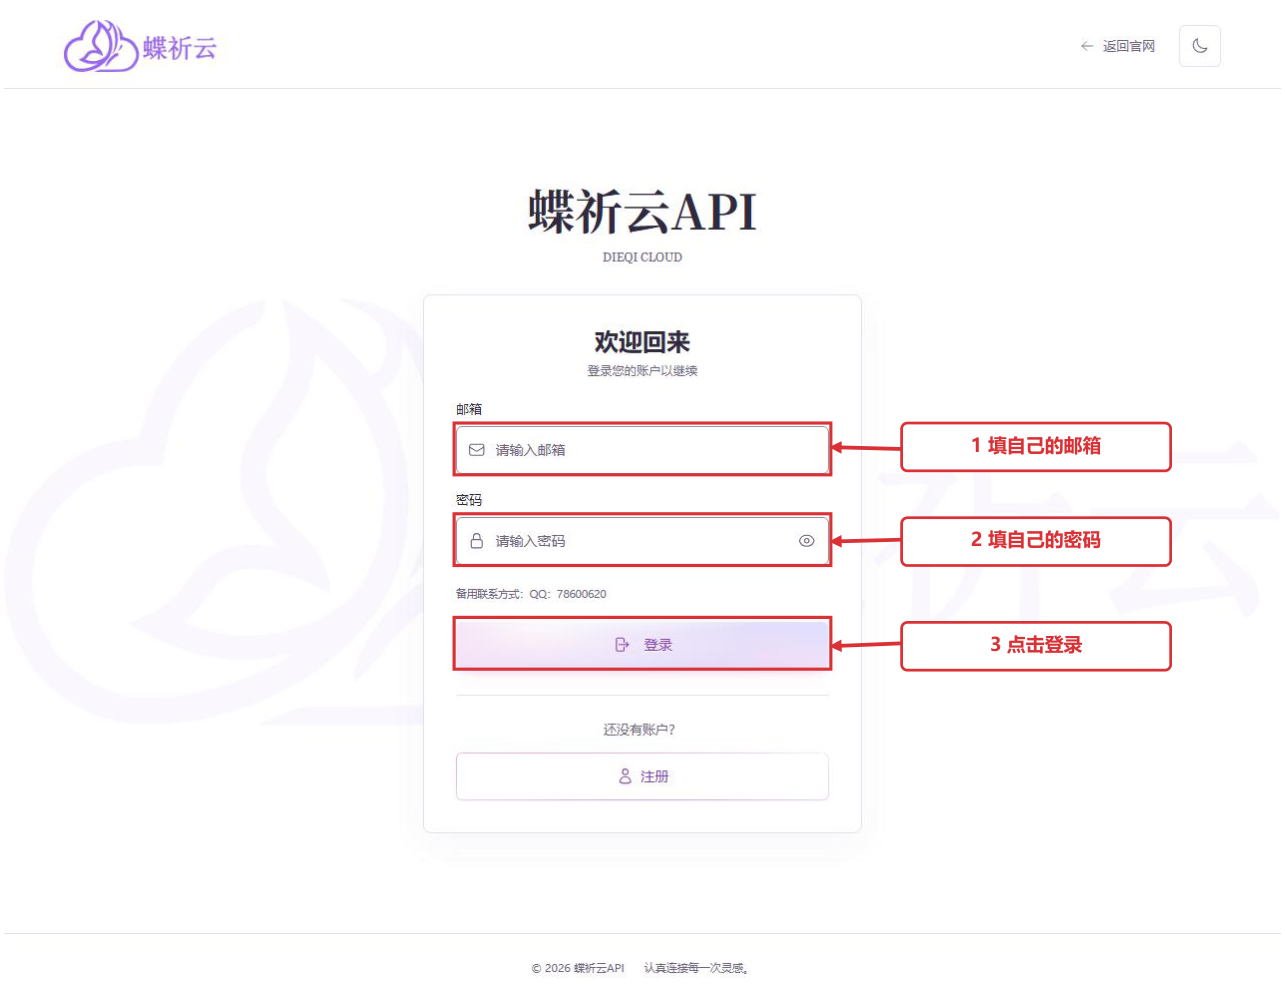 蝶祈云
← 返回官网
蝶祈云API
DIEQI CLOUD
欢迎回来
登录您的账户以继续
邮箱
请输入邮箱
1 填自己的邮箱
密码
请输入密码
2 填自己的密码
备用联系方式：QQ：78600620
登录
3 点击登录
还没有账户？
注册
© 2026 蝶祈云API 认真连接每一次灵感。
祈云